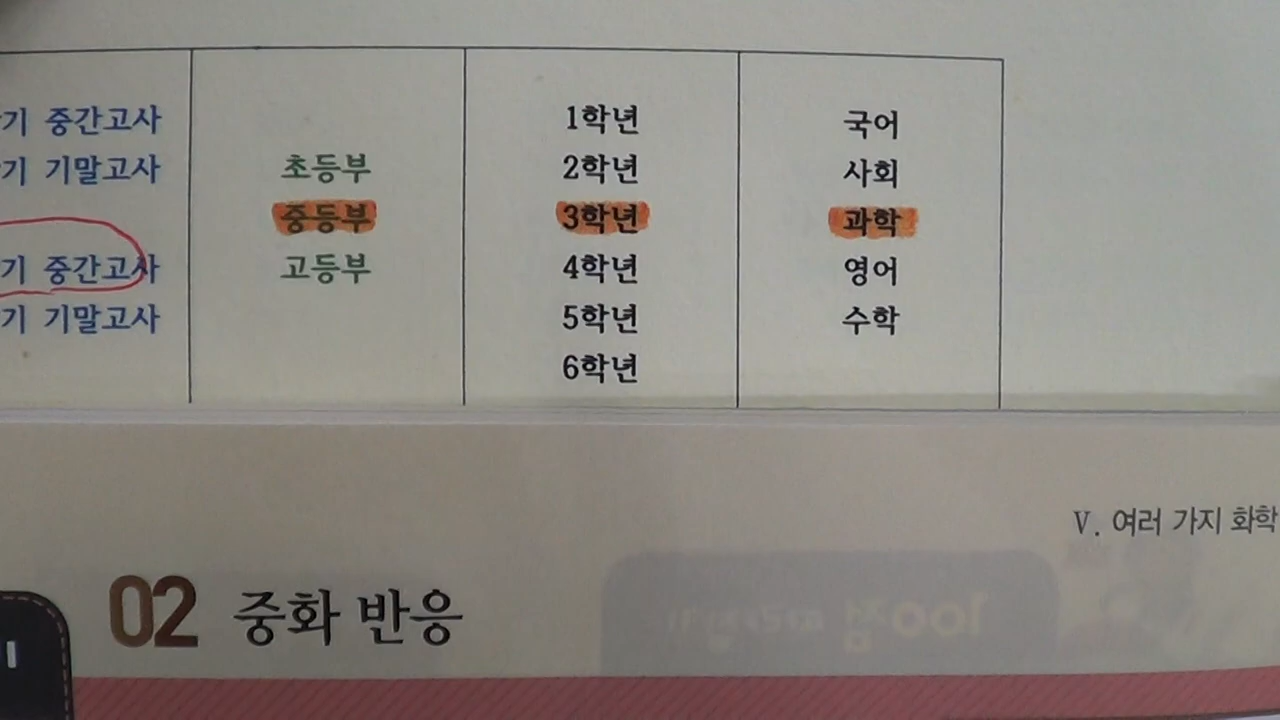 기 중간고사
기 기말고사
기 중간고사
기 기말고사
초등부
중등부
고등부
1학년
2학년
3학년
4학년
5학년
6학년
국어
사회
과학
영어
수학
V. 여러 가지 화학
02 중화 반응